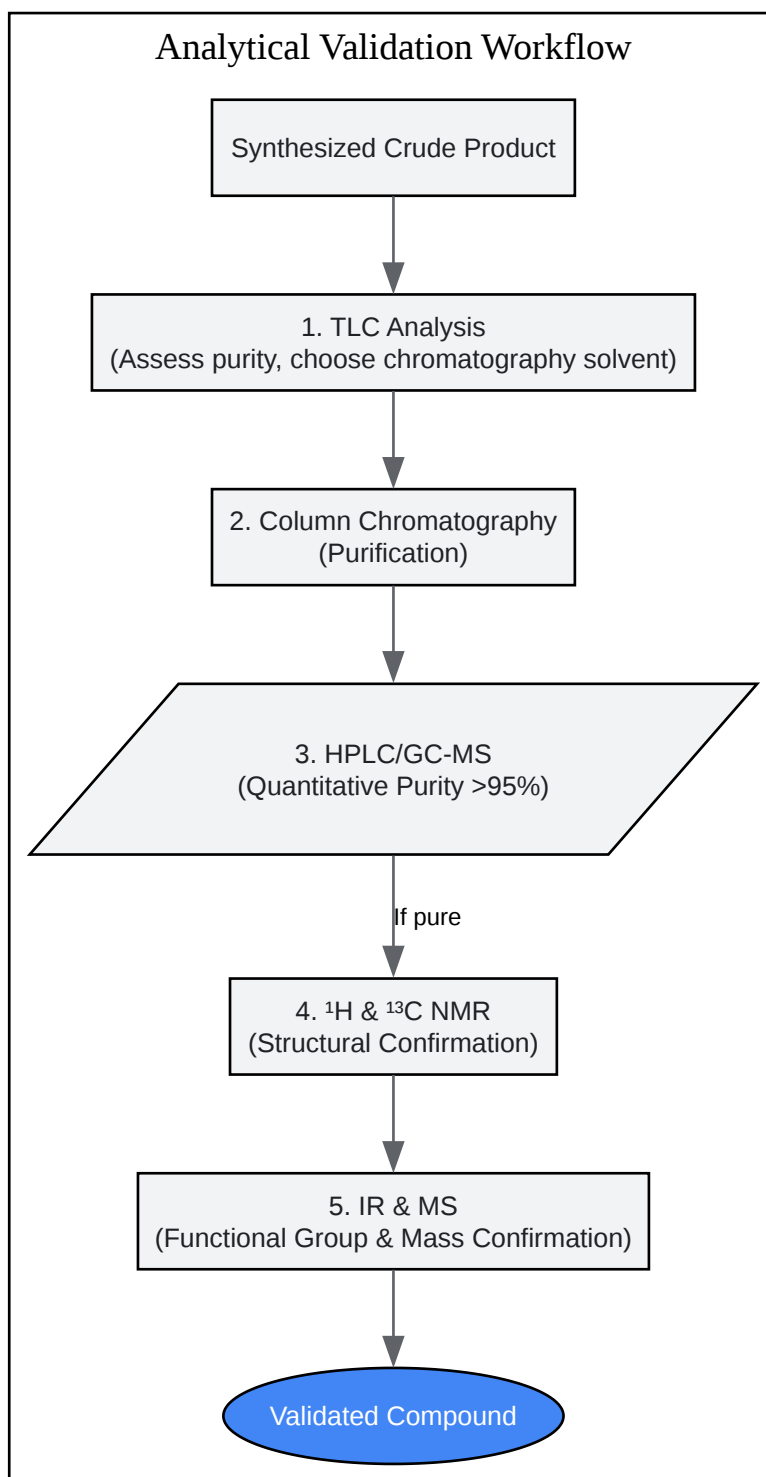 Analytical Validation Workflow
Synthesized Crude Product
1. TLC Analysis
(Assess purity, choose chromatography solvent)
2. Column Chromatography
(Purification)
3. HPLC/GC-MS
(Quantitative Purity >95%)
If pure
4. ¹H & ¹³C NMR
(Structural Confirmation)
5. IR & MS
(Functional Group & Mass Confirmation)
Validated Compound